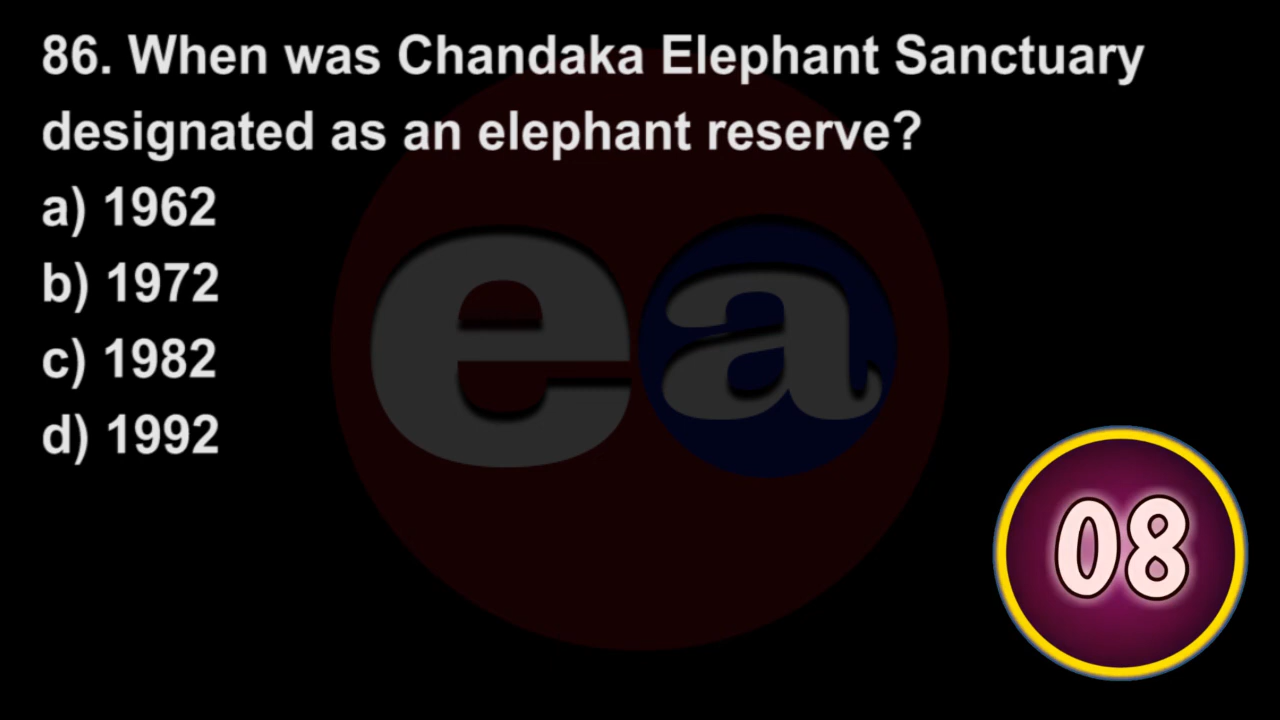 86. When was Chandaka Elephant Sanctuary
designated as an elephant reserve?
a) 1962
b) 1972
c) 1982
d) 1992
ea
08